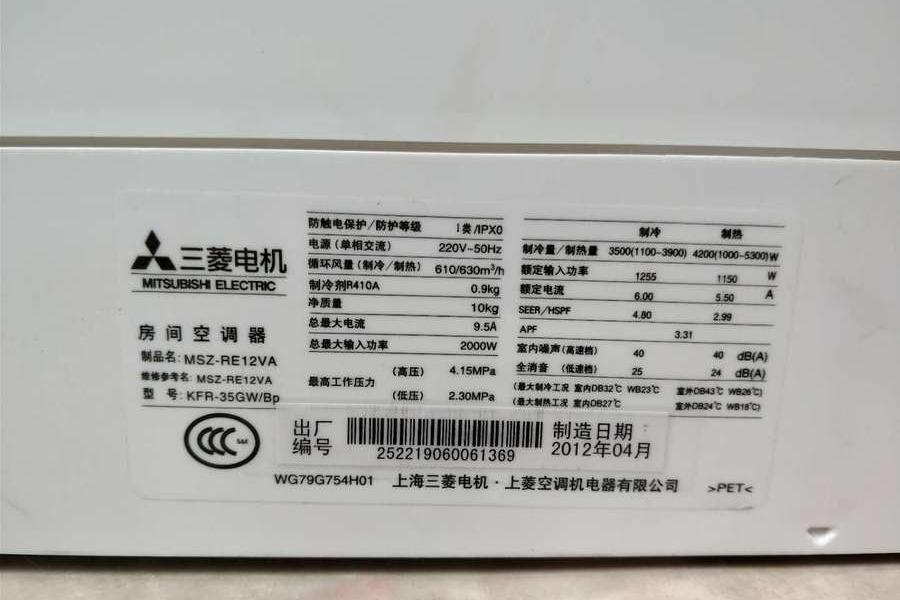 三菱电机
MITSUBISHI ELECTRIC
房间空调器
制品名: MSZ-RE12VA
维修参考名: MSZ-RE12VA
型 号: KFR-35GW/Bp
防触电保护/防护等级 I类/IPX0
电源（单相交流） 220V~50Hz
循环风量（制冷/制热） 610/630m³/h
制冷剂R410A 0.9kg
净质量 10kg
总最大电流 9.5A
总最大输入功率 2000W
最高工作压力 （高压） 4.15MPa
（低压） 2.30MPa
制冷 制热
制冷量/制热量 3500(1100~3900) 4200(1000~5300) W
额定输入功率 1255 1150 W
额定电流 6.00 5.50 A
SEER/HSPF 4.80 2.99
APF 3.31
室内噪声（高速档） 40 40 dB(A)
全消音 （低速档） 25 24 dB(A)
（最大制冷工况 室内DB32℃ WB23℃ 室外DB43℃ WB26℃）
（最大制热工况 室内DB27℃ 室外DB24℃ WB18℃）
出厂编号 252219060061369
制造日期 2012年04月
WG79G754H01 上海三菱电机·上菱空调机电器有限公司 >PET<